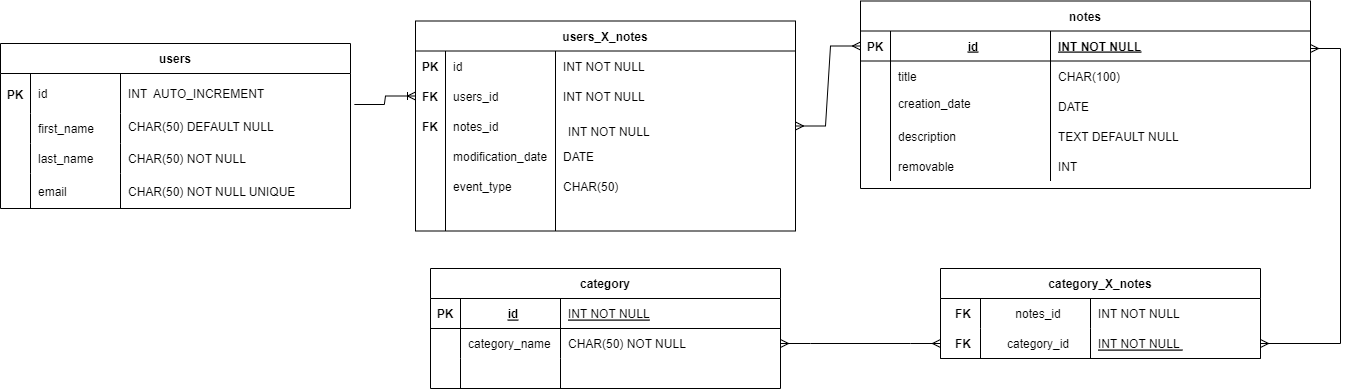 users
PK id INT AUTO_INCREMENT
first_name CHAR(50) DEFAULT NULL
last_name CHAR(50) NOT NULL
email CHAR(50) NOT NULL UNIQUE
users_X_notes
PK id INT NOT NULL
FK users_id INT NOT NULL
FK notes_id INT NOT NULL
modification_date DATE
event_type CHAR(50)
notes
PK id INT NOT NULL
title CHAR(100)
creation_date DATE
description TEXT DEFAULT NULL
removable INT
category
PK id INT NOT NULL
category_name CHAR(50) NOT NULL
category_X_notes
FK notes_id INT NOT NULL
FK category_id INT NOT NULL